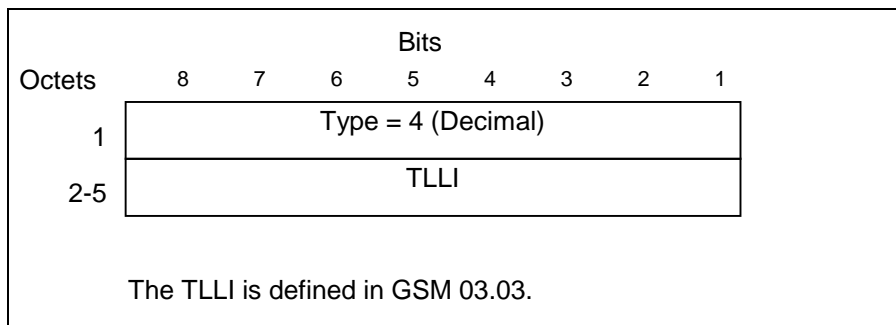 Bits
Octets 8 7 6 5 4 3 2 1
1 Type = 4 (Decimal)
2-5 TLLI
The TLLI is defined in GSM 03.03.